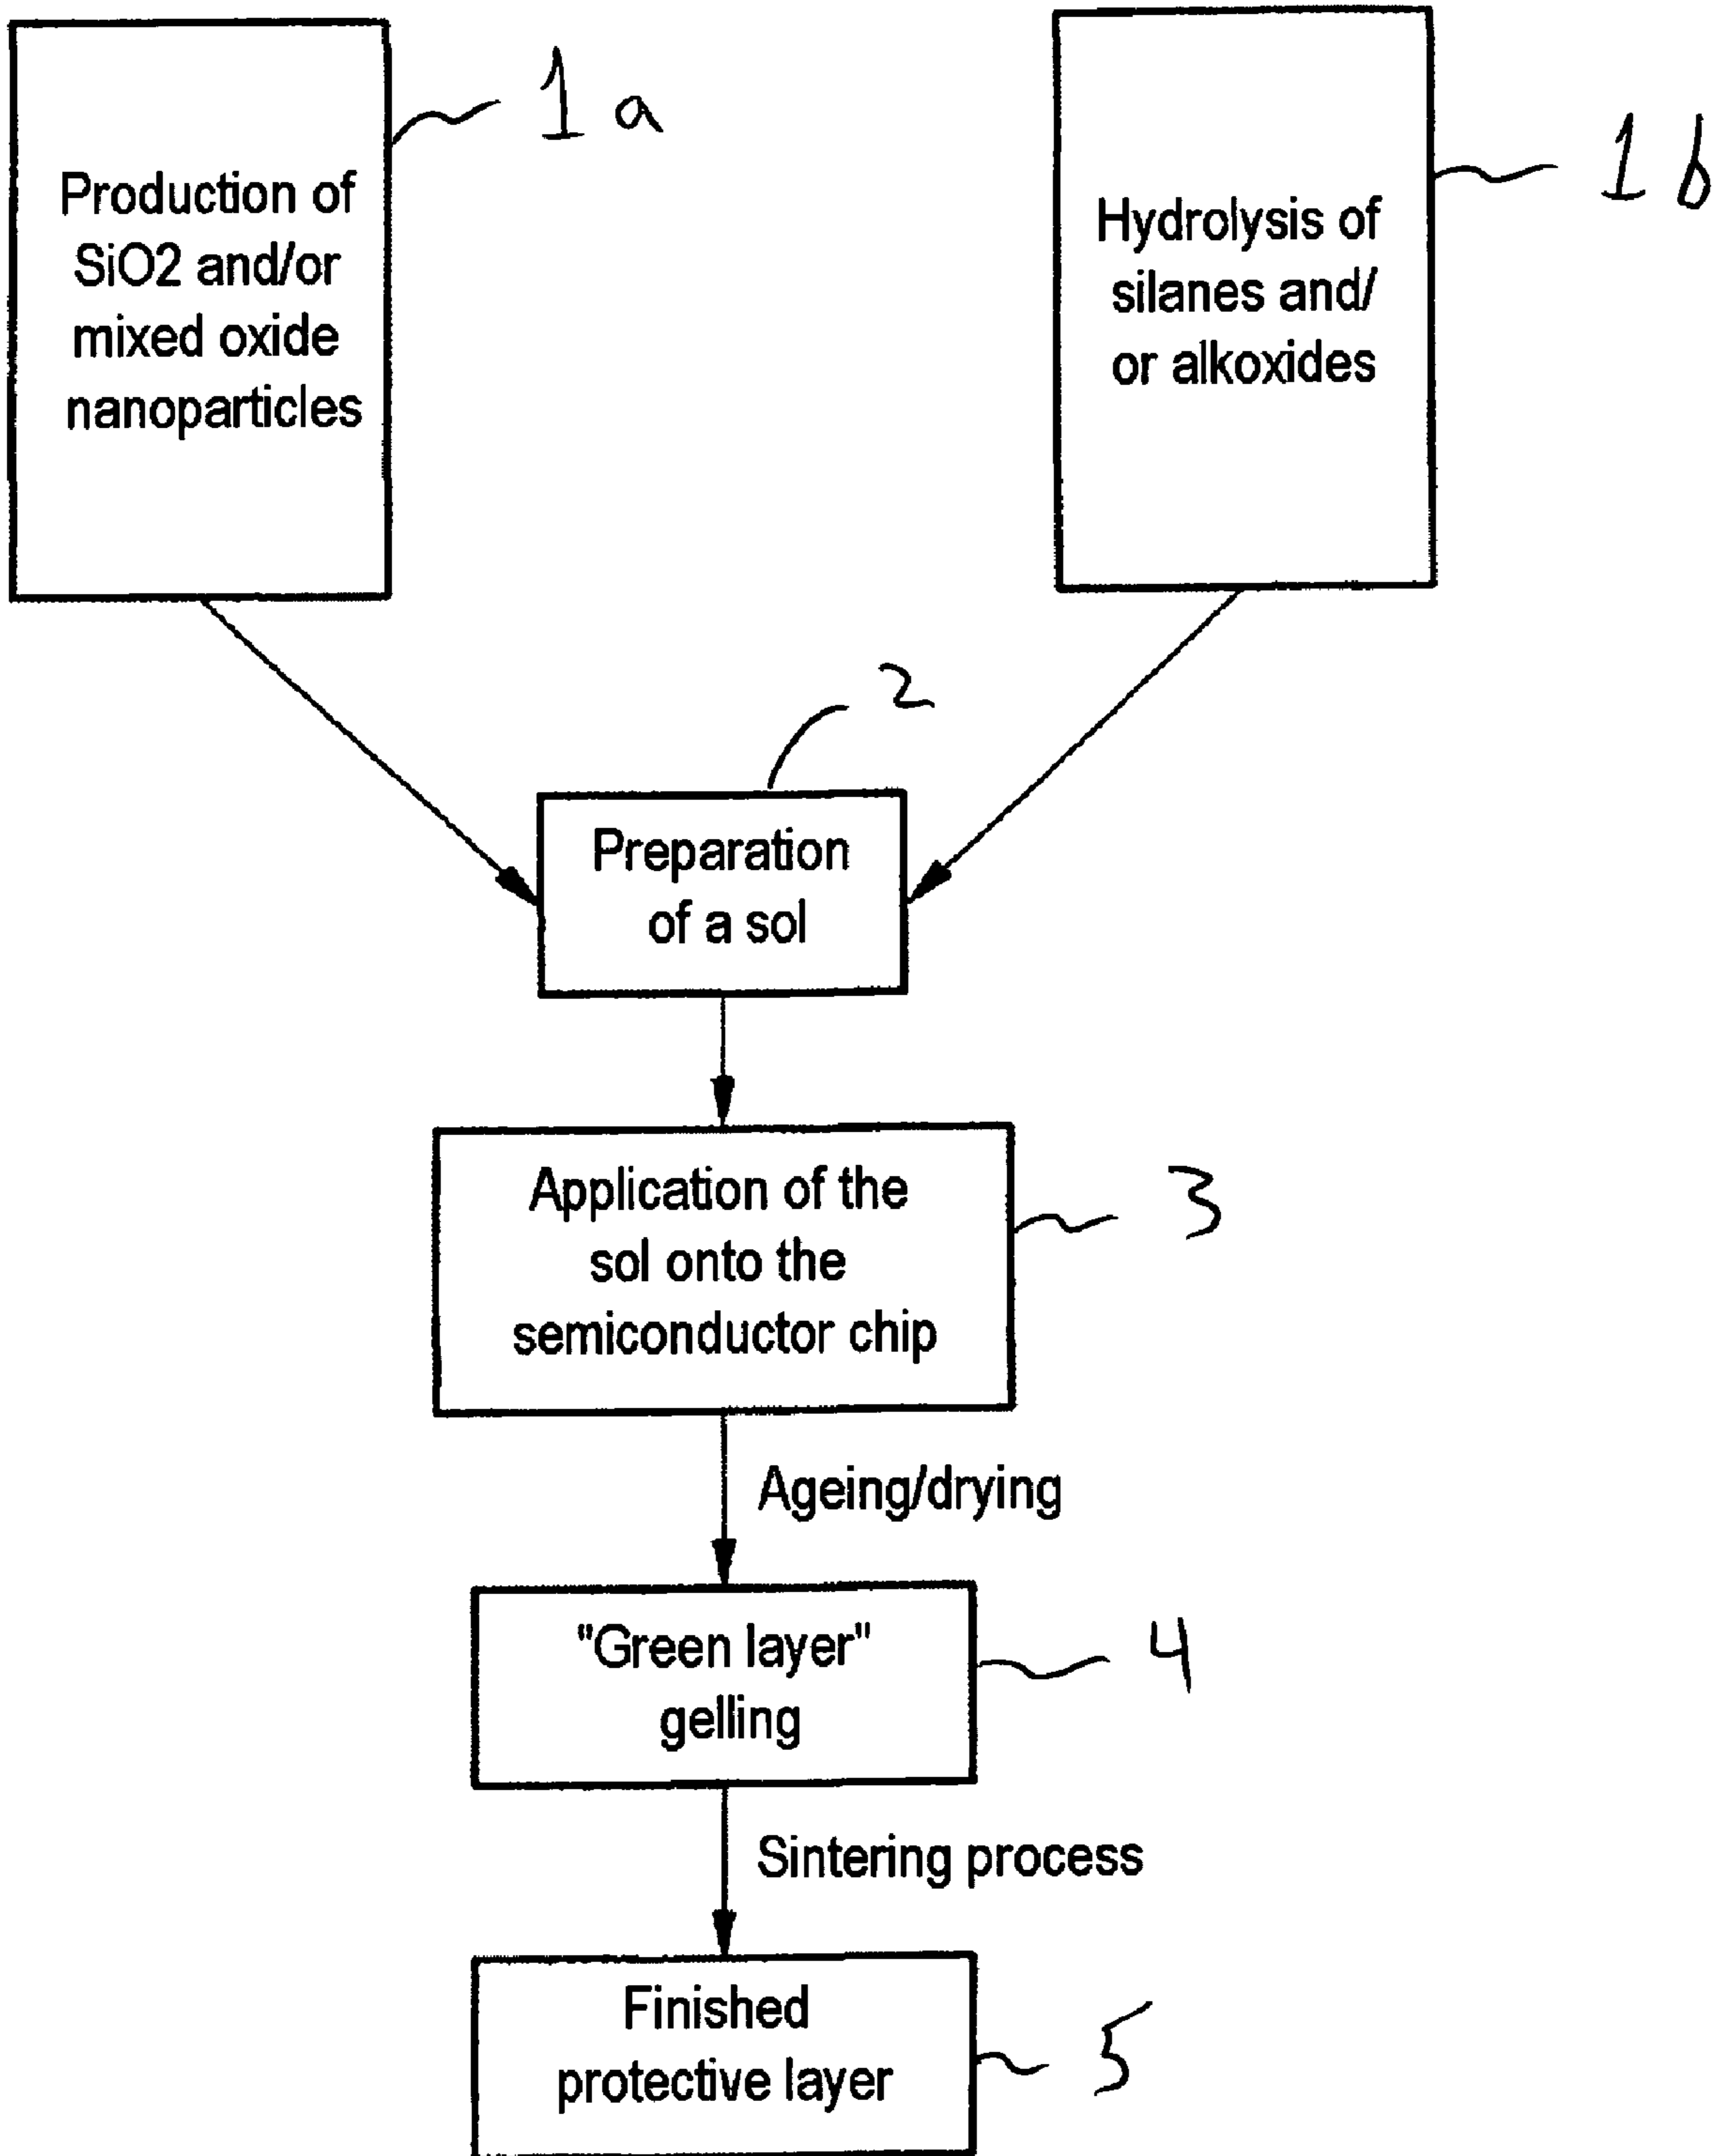 Production of
SiO2 and/or
mixed oxide
nanoparticles
1a
Hydrolysis of
silanes and/
or alkoxides
1b
2
Preparation
of a sol
Application of the
sol onto the
semiconductor chip
3
Ageing/drying
"Green layer"
gelling
4
Sintering process
Finished
protective layer
5